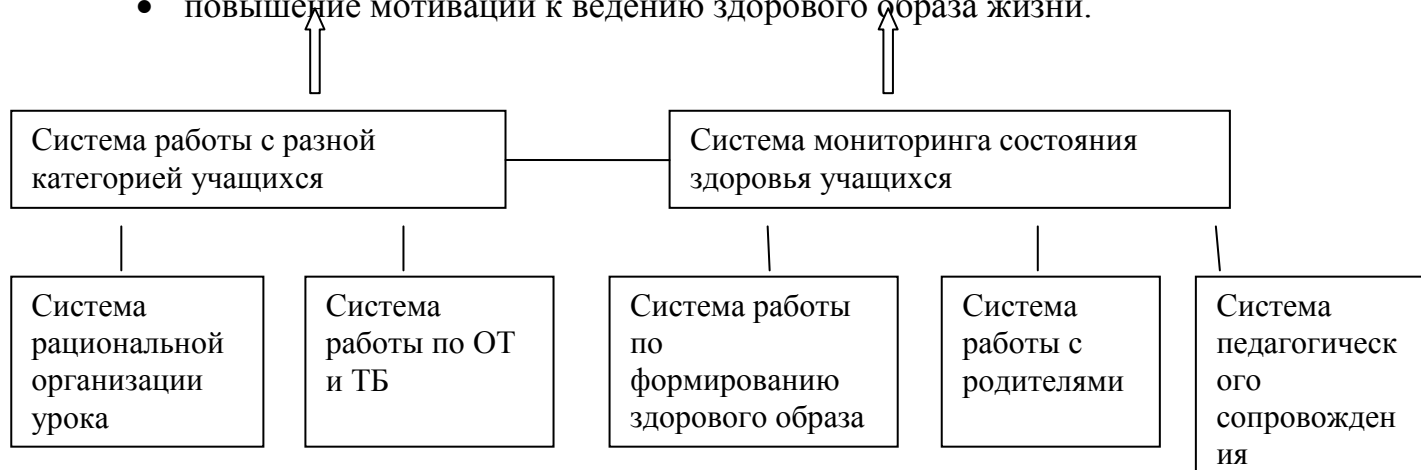 • повышение мотивации к ведению здорового образа жизни.
Система работы с разной
категорией учащихся
Система мониторинга состояния
здоровья учащихся
Система
рациональной
организации
урока
Система
работы по ОТ
и ТБ
Система работы
по
формированию
здорового образа
Система
работы с
родителями
Система
педагогическ
ого
сопровожден
ия